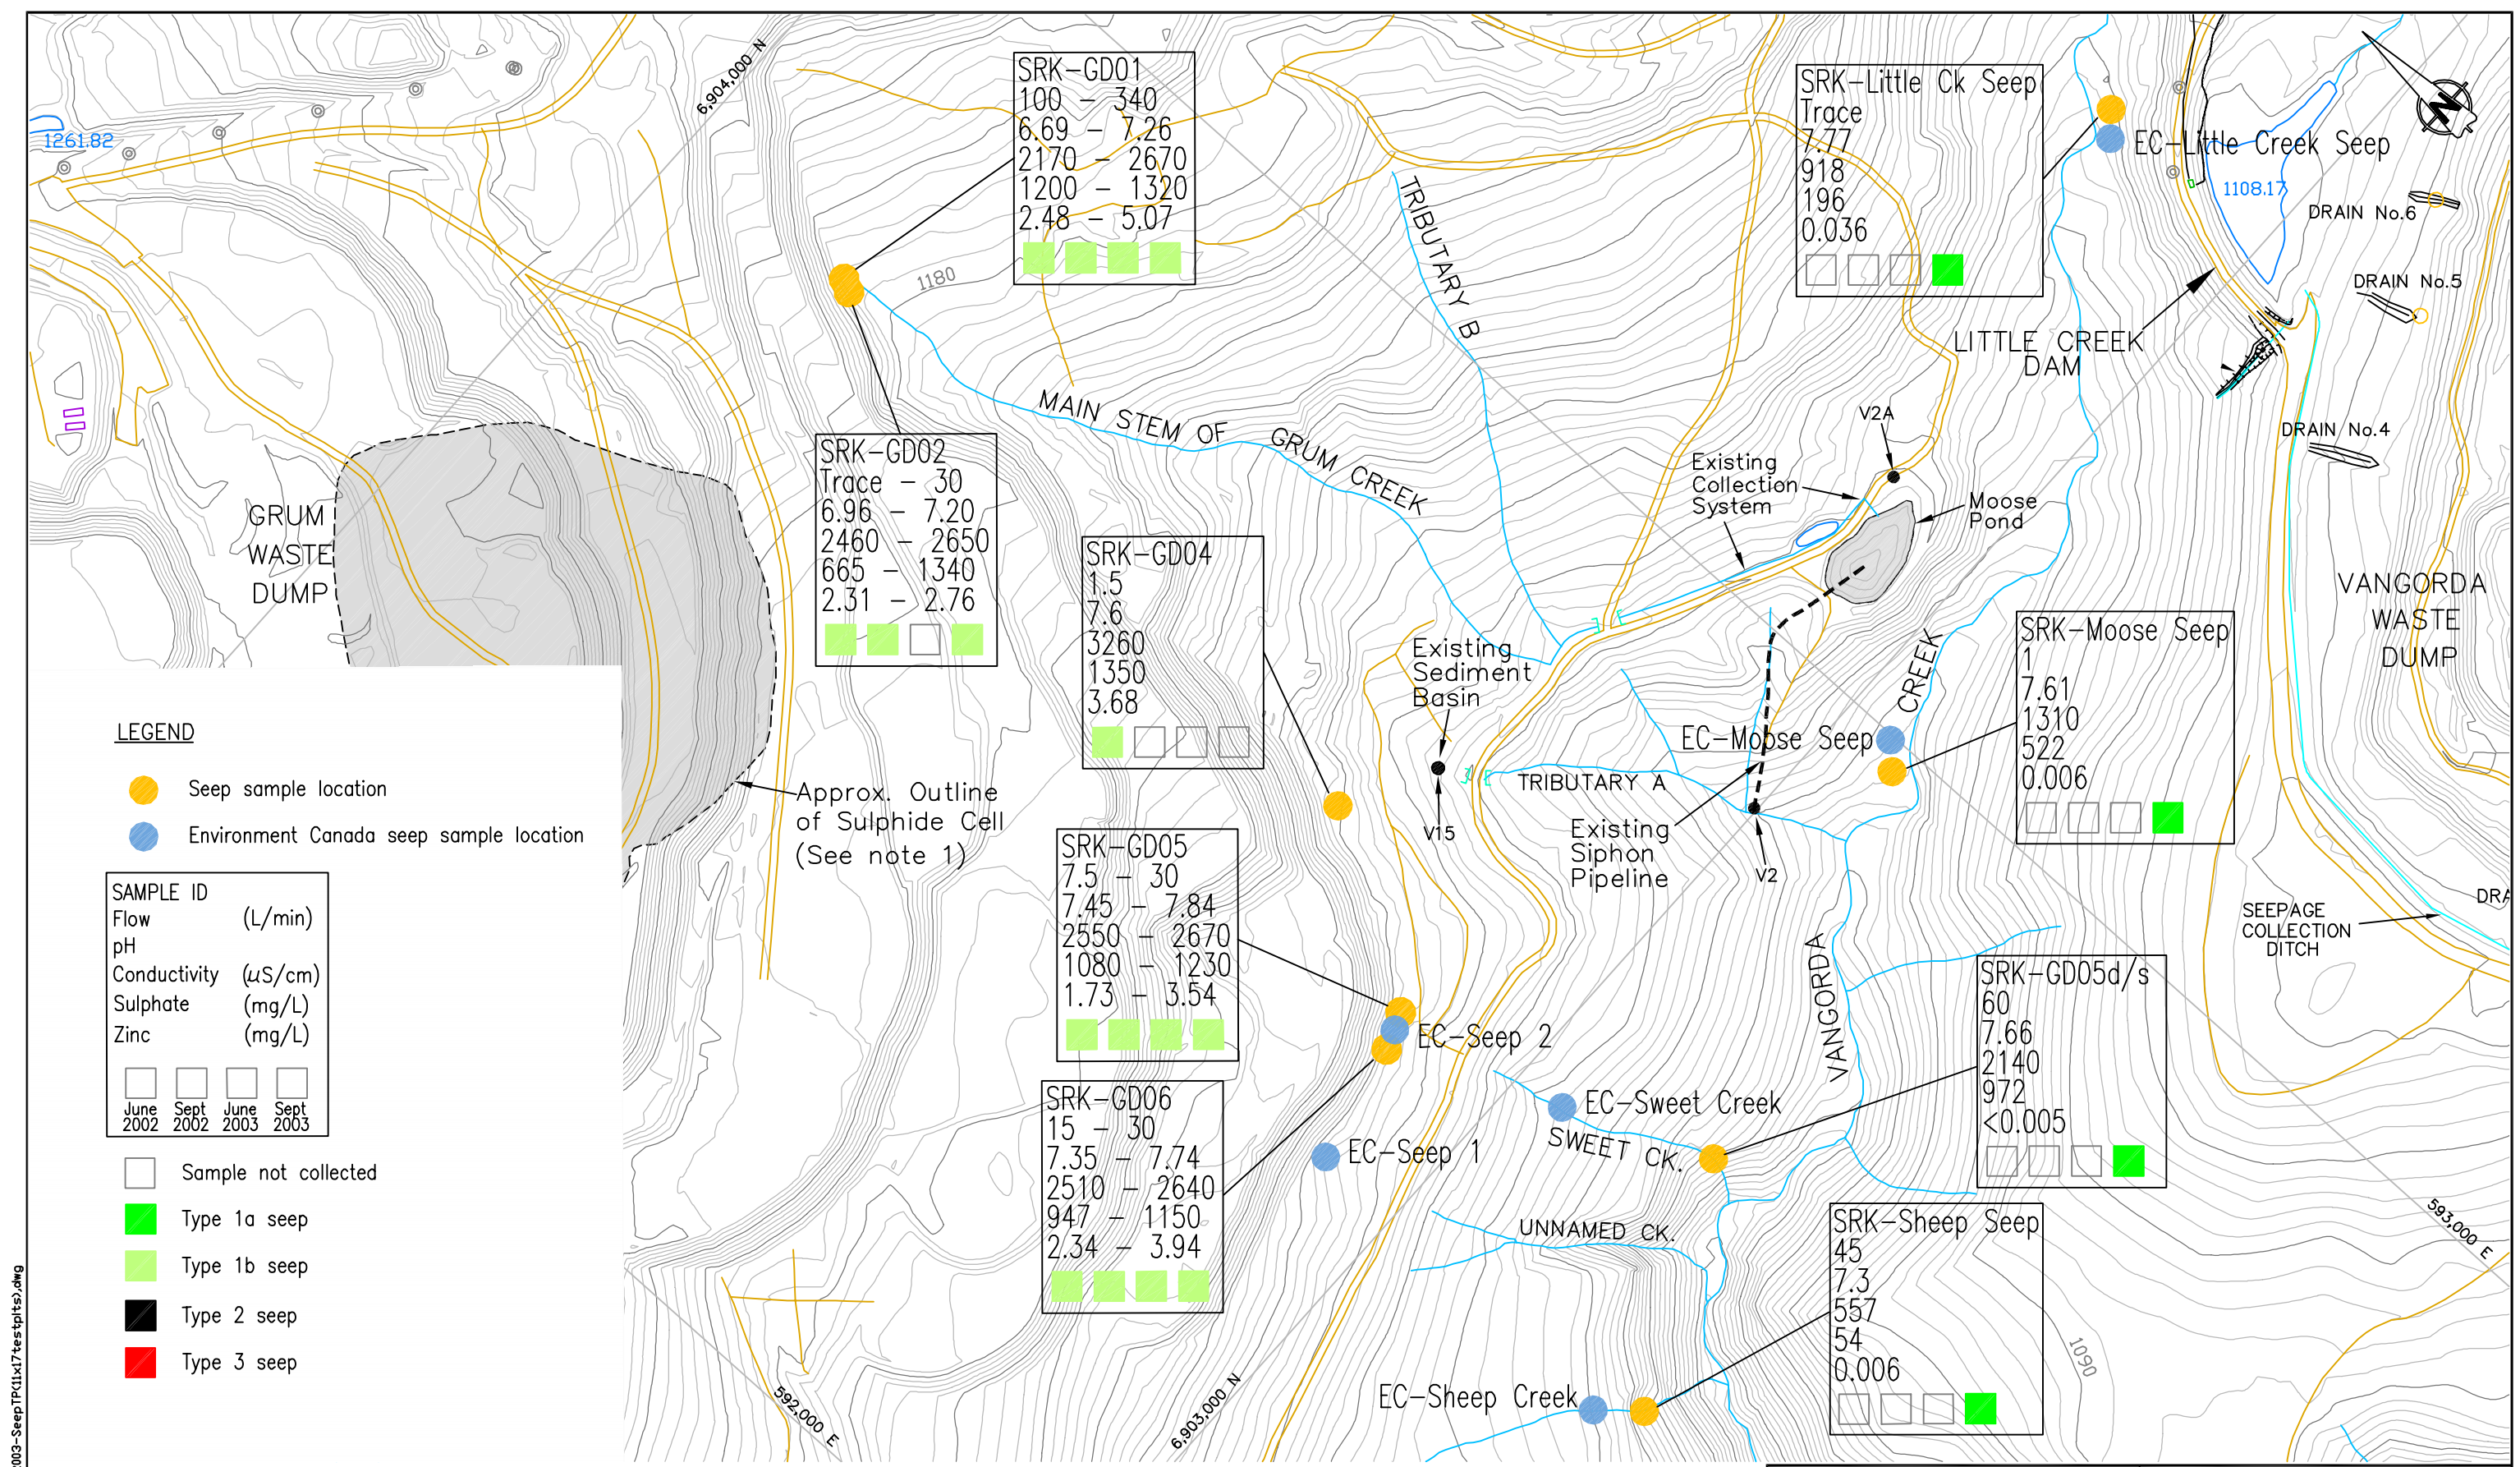 6,904,000 N
1261.82
SRK-GD01
100 - 340
6.69 - 7.26
2170 - 2670
1200 - 1320
2.48 - 5.07
1180
TRIBUTARY B
SRK-Little Ck Seep
Trace
7.77
918
196
0.036
EC-Little Creek Seep
1108.17
N
DRAIN No.6
DRAIN No.5
LITTLE CREEK
DAM
DRAIN No.4
MAIN STEM OF GRUM CREEK
SRK-GD02
Trace - 30
6.96 - 7.20
2460 - 2650
665 - 1340
2.31 - 2.76
GRUM
WASTE
DUMP
SRK-GD04
1.5
7.6
3260
1350
3.68
V2A
Existing
Collection
System
Moose
Pond
VANGORDA
WASTE
DUMP
Existing
Sediment
Basin
V15
EC-Moose Seep
TRIBUTARY A
Existing
Siphon
Pipeline
V2
VANGORDA CREEK
SRK-Moose Seep
1
7.61
1310
522
0.006
Approx. Outline
of Sulphide Cell
(See note 1)
SRK-GD05
7.5 - 30
7.45 - 7.84
2550 - 2670
1080 - 1230
1.73 - 3.54
EC-Seep 2
SEEPAGE
COLLECTION
DITCH
DRA
SRK-GD05d/s
60
7.66
2140
972
<0.005
SRK-GD06
15 - 30
7.35 - 7.74
2510 - 2640
947 - 1150
2.34 - 3.94
EC-Seep 1
EC-Sweet Creek
SWEET CK.
UNNAMED CK.
SRK-Sheep Seep
45
7.3
557
54
0.006
EC-Sheep Creek
1090
593,000 E
592,000 E
6,903,000 N
LEGEND
Seep sample location
Environment Canada seep sample location
SAMPLE ID
Flow (L/min)
pH
Conductivity (µS/cm)
Sulphate (mg/L)
Zinc (mg/L)
June 2002
Sept 2002
June 2003
Sept 2003
Sample not collected
Type 1a seep
Type 1b seep
Type 2 seep
Type 3 seep
2003-SeepTP(11x17testplts).dwg